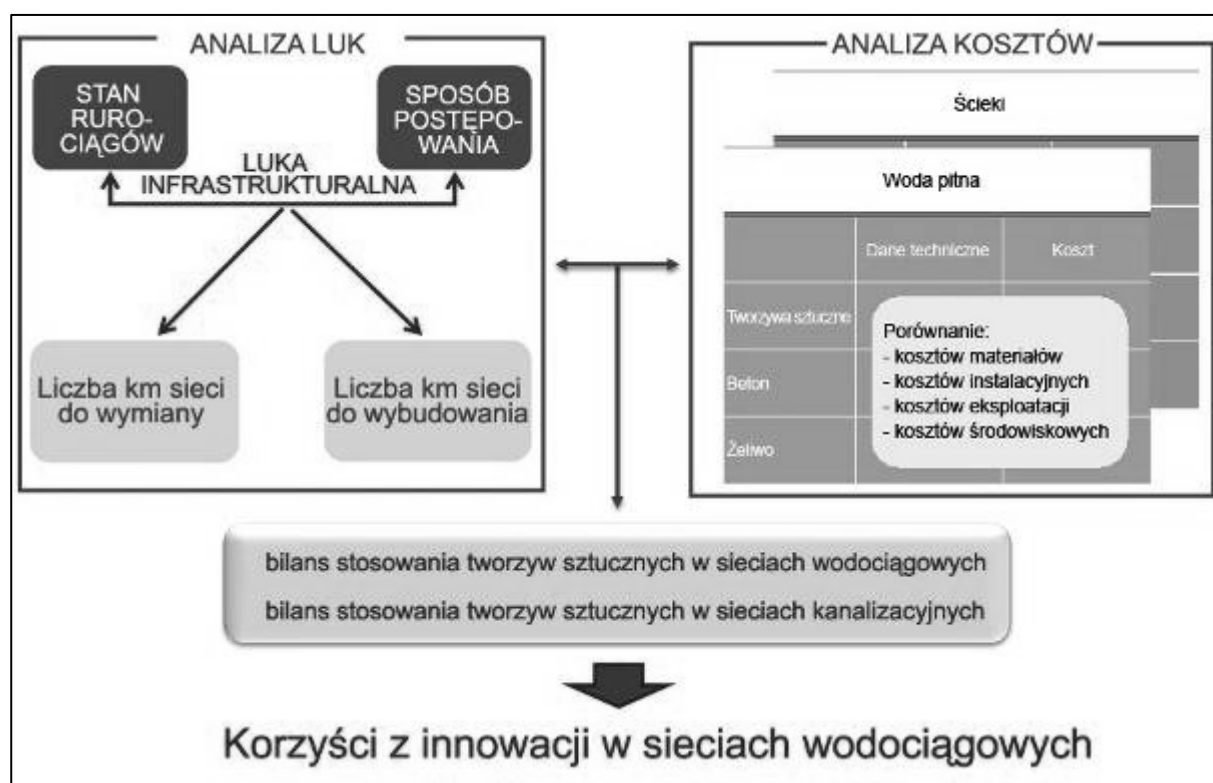 ANALIZA LUK
STAN
RURO-
CIĄGÓW
SPOSÓB
POSTĘPO-
WANIA
LUKA
INFRASTRUKTURALNA
Liczba km sieci
do wymiany
Liczba km sieci
do wybudowania
ANALIZA KOSZTÓW
Ścieki
Woda pitna
Dane techniczne
Koszt
Tworzywa sztuczne
Beton
Żeliwo
Porównanie:
- kosztów materiałów
- kosztów instalacyjnych
- kosztów eksploatacji
- kosztów środowiskowych
bilans stosowania tworzyw sztucznych w sieciach wodociągowych
bilans stosowania tworzyw sztucznych w sieciach kanalizacyjnych
Korzyści z innowacji w sieciach wodociągowych